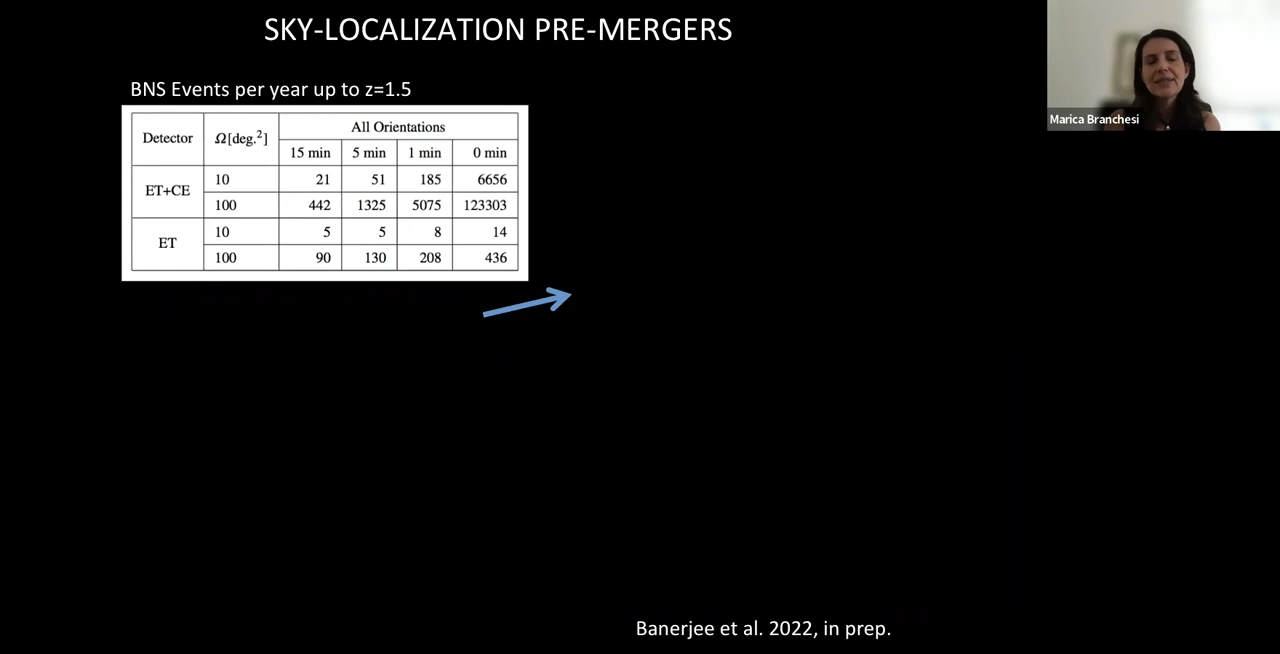 SKY-LOCALIZATION PRE-MERGERS
Marica Branchesi
BNS Events per year up to z=1.5
Detector Ω[deg.²] All Orientations
15 min 5 min 1 min 0 min
ET+CE 10 21 51 185 6656
100 442 1325 5075 123303
ET 10 5 5 8 14
100 90 130 208 436
Banerjee et al. 2022, in prep.